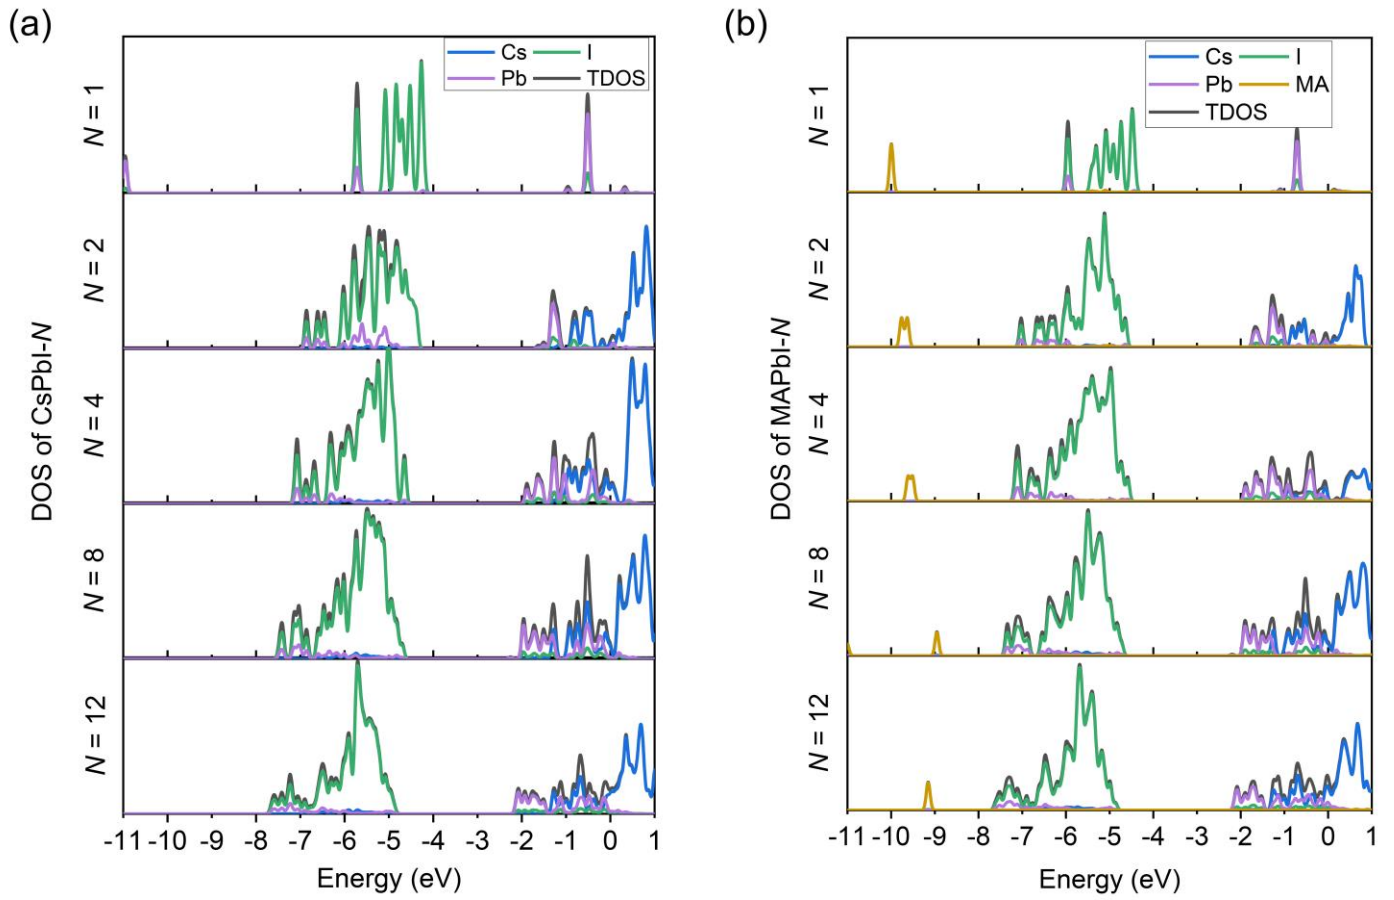 (a)
Cs I
Pb TDOS
N = 1
N = 2
N = 4
N = 8
N = 12
DOS of CsPbI-N
-11 -10 -9 -8 -7 -6 -5 -4 -3 -2 -1 0 1
Energy (eV)
(b)
Cs I
Pb MA
TDOS
N = 1
N = 2
N = 4
N = 8
N = 12
DOS of MAPbI-N
-11 -10 -9 -8 -7 -6 -5 -4 -3 -2 -1 0 1
Energy (eV)